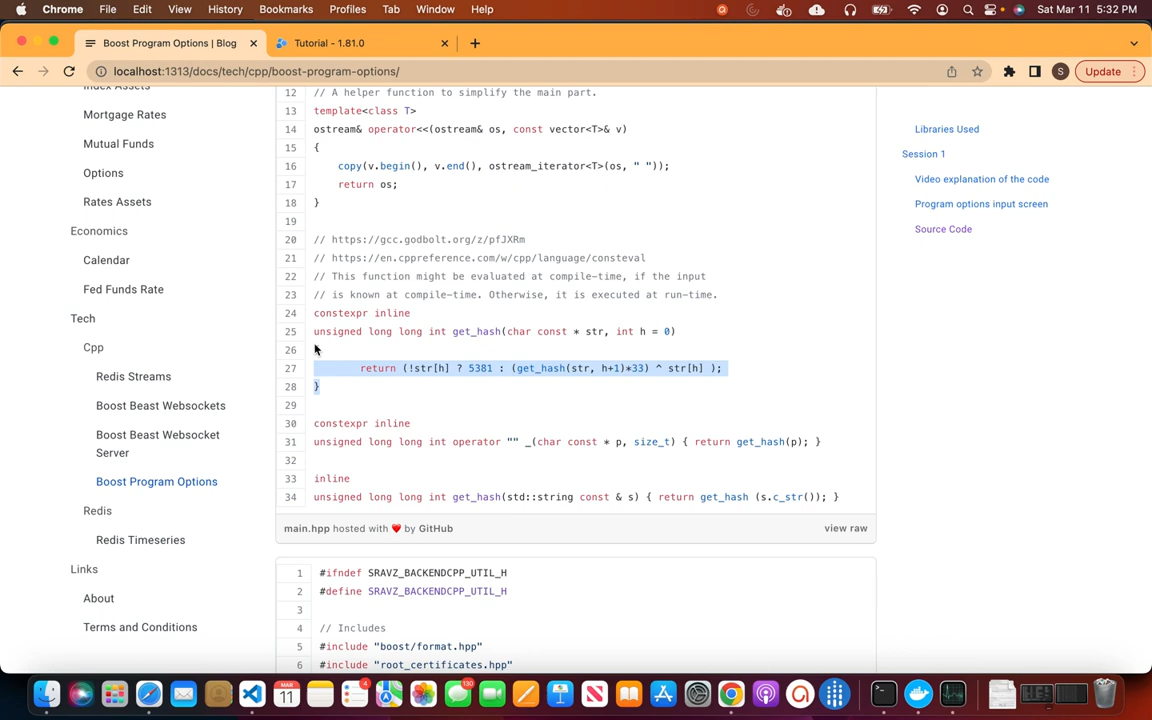 Chrome File Edit View History Bookmarks Profiles Tab Window Help Sat Mar 11 5:32 PM
Boost Program Options | Blog Tutorial - 1.81.0
localhost:1313/docs/tech/cpp/boost-program-options/ S Update
Index Assets
Mortgage Rates
Mutual Funds
Options
Rates Assets
Economics
Calendar
Fed Funds Rate
Tech
Cpp
Redis Streams
Boost Beast Websockets
Boost Beast Websocket
Server
Boost Program Options
Redis
Redis Timeseries
Links
About
Terms and Conditions
12 // A helper function to simplify the main part.
13 template<class T>
14 ostream& operator<<(ostream& os, const vector<T>& v)
15 {
16 copy(v.begin(), v.end(), ostream_iterator<T>(os, " "));
17 return os;
18 }
19
20 // https://gcc.godbolt.org/z/pfJXRm
21 // https://en.cppreference.com/w/cpp/language/consteval
22 // This function might be evaluated at compile-time, if the input
23 // is known at compile-time. Otherwise, it is executed at run-time.
24 constexpr inline
25 unsigned long long int get_hash(char const * str, int h = 0)
26
27 return (!str[h] ? 5381 : (get_hash(str, h+1)*33) ^ str[h] );
28 }
29
30 constexpr inline
31 unsigned long long int operator "" _(char const * p, size_t) { return get_hash(p); }
32
33 inline
34 unsigned long long int get_hash(std::string const & s) { return get_hash (s.c_str()); }
main.hpp hosted with ❤ by GitHub view raw
1 #ifndef SRAVZ_BACKENDCPP_UTIL_H
2 #define SRAVZ_BACKENDCPP_UTIL_H
3
4 // Includes
5 #include "boost/format.hpp"
6 #include "root_certificates.hpp"
Libraries Used
Session 1
Video explanation of the code
Program options input screen
Source Code
MAR
11
4
130